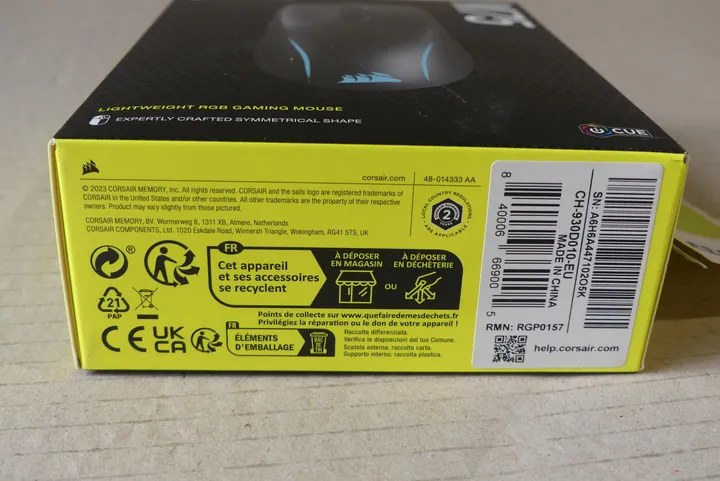 LIGHTWEIGHT RGB GAMING MOUSE
EXPERTLY CRAFTED SYMMETRICAL SHAPE
iCUE
corsair.com
48-014333 AA
© 2023 CORSAIR MEMORY, Inc. All rights reserved. CORSAIR and the sails logo are registered trademarks of
CORSAIR in the United States and/or other countries. All other trademarks are the property of their respective
owners. Product may vary slightly from those pictured.
CORSAIR MEMORY, BV. Wormerweg 8, 1311 XB, Almere, Netherlands
CORSAIR COMPONENTS, Ltd. 1020 Eskdale Road, Winnersh Triangle, Wokingham, RG41 5TS, UK
LOCAL COUNTRY REGULATIONS
2
ARE APPLICABLE
FR
Cet appareil
et ses accessoires
se recyclent
À DÉPOSER
EN MAGASIN
OU
À DÉPOSER
EN DÉCHÈTERIE
Points de collecte sur www.quefairedemesdechets.fr
Privilégiez la réparation ou le don de votre appareil !
21
PAP
CE
UK
CA
FR
ÉLÉMENTS
D'EMBALLAGE
BAC
DE
TRI
Raccolta differenziata.
Verifica le disposizioni del tuo Comune.
Scatola esterna: raccolta carta.
Supporto interno: raccolta plastica.
8 40006 66900 5
CH-930D010-EU
MADE IN CHINA
SN: A6H6A447102O5K
RMN: RGP0157
help.corsair.com